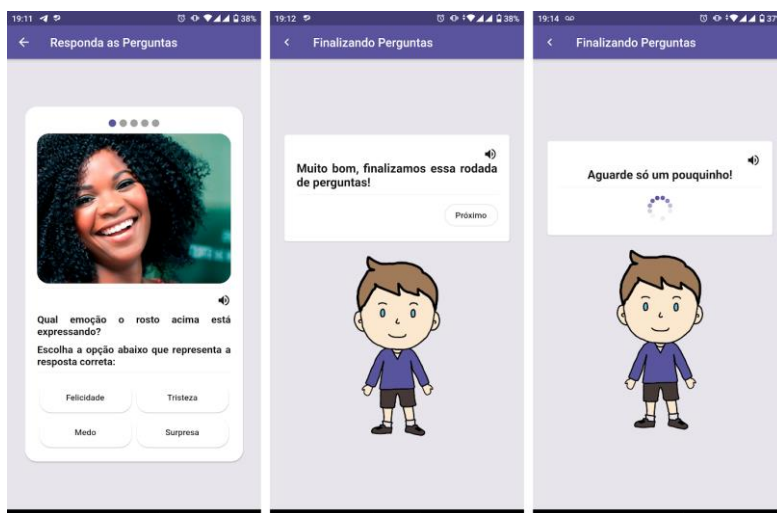 19:11
38%
Responda as Perguntas
Qual emoção o rosto acima está
expressando?
Escolha a opção abaixo que representa a
resposta correta:
Felicidade
Tristeza
Medo
Surpresa
19:12
38%
Finalizando Perguntas
Muito bom, finalizamos essa rodada
de perguntas!
Próximo
19:14
37%
Finalizando Perguntas
Aguarde só um pouquinho!